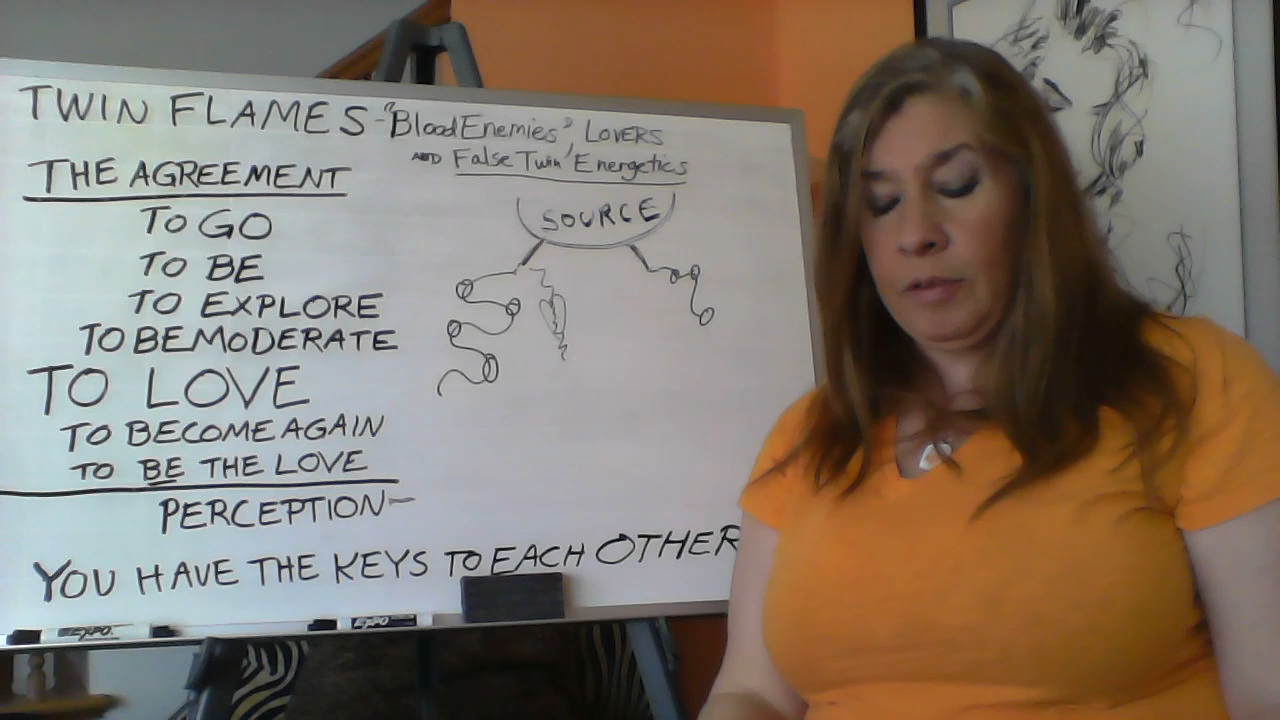 TWIN FLAMES - "Blood Enemies" LOVERS
AND False Twin' Energetics
THE AGREEMENT
TO GO
TO BE
TO EXPLORE
TO BE MODERATE
TO LOVE
TO BECOME AGAIN
TO BE THE LOVE
PERCEPTION-
SOURCE
YOU HAVE THE KEYS TO EACH OTHER
EXPO
EXPO